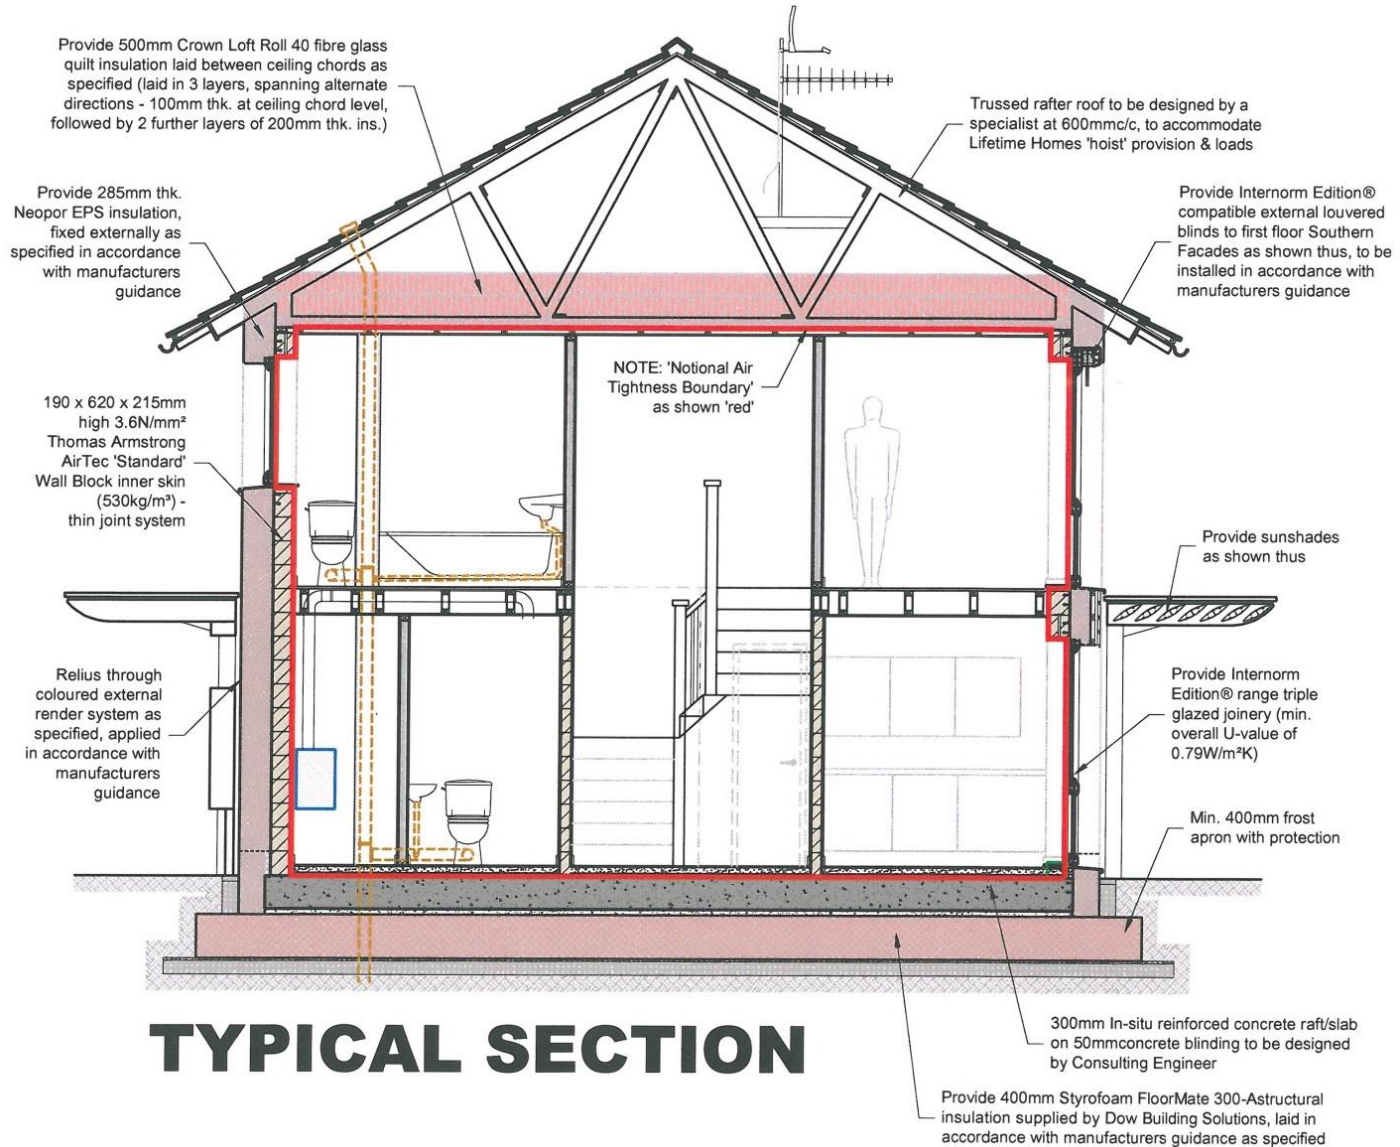 Provide 500mm Crown Loft Roll 40 fibre glass
quilt insulation laid between ceiling chords as
specified (laid in 3 layers, spanning alternate
directions - 100mm thk. at ceiling chord level,
followed by 2 further layers of 200mm thk. ins.)
Trussed rafter roof to be designed by a
specialist at 600mmc/c, to accommodate
Lifetime Homes 'hoist' provision & loads
Provide 285mm thk.
Neopor EPS insulation,
fixed externally as
specified in accordance
with manufacturers
guidance
Provide Internorm Edition®
compatible external louvered
blinds to first floor Southern
Facades as shown thus, to be
installed in accordance with
manufacturers guidance
NOTE: 'Notional Air
Tightness Boundary'
as shown 'red'
190 x 620 x 215mm
high 3.6N/mm²
Thomas Armstrong
AirTec 'Standard'
Wall Block inner skin
(530kg/m³) -
thin joint system
Provide sunshades
as shown thus
Relius through
coloured external
render system as
specified, applied
in accordance with
manufacturers
guidance
Provide Internorm
Edition® range triple
glazed joinery (min.
overall U-value of
0.79W/m²K)
Min. 400mm frost
apron with protection
TYPICAL SECTION
300mm In-situ reinforced concrete raft/slab
on 50mmconcrete blinding to be designed
by Consulting Engineer
Provide 400mm Styrofoam FloorMate 300-Astructural
insulation supplied by Dow Building Solutions, laid in
accordance with manufacturers guidance as specified